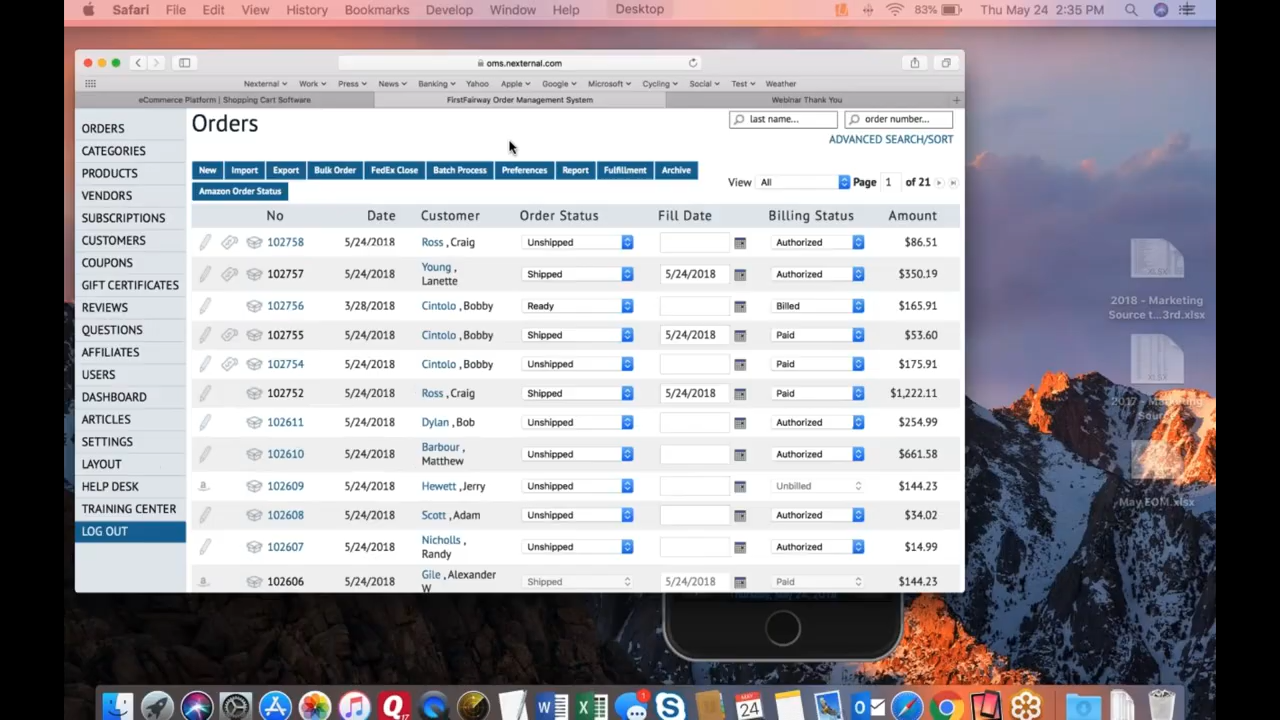 Safari File Edit View History Bookmarks Develop Window Help Desktop 83% Thu May 24 2:35 PM
oms.nexternal.com
Nexternal Work Press News Banking Yahoo Apple Google Microsoft Cycling Social Test Weather
eCommerce Platform | Shopping Cart Software FirstFairway Order Management System Webinar Thank You
ORDERS
CATEGORIES
PRODUCTS
VENDORS
SUBSCRIPTIONS
CUSTOMERS
COUPONS
GIFT CERTIFICATES
REVIEWS
QUESTIONS
AFFILIATES
USERS
DASHBOARD
ARTICLES
SETTINGS
LAYOUT
HELP DESK
TRAINING CENTER
LOG OUT
Orders
last name... order number...
ADVANCED SEARCH/SORT
New Import Export Bulk Order FedEx Close Batch Process Preferences Report Fulfillment Archive
Amazon Order Status
View All Page 1 of 21
No Date Customer Order Status Fill Date Billing Status Amount
102758 5/24/2018 Ross , Craig Unshipped Authorized $86.51
102757 5/24/2018 Young , Lanette Shipped 5/24/2018 Authorized $350.19
102756 3/28/2018 Cintolo , Bobby Ready Billed $165.91
102755 5/24/2018 Cintolo , Bobby Shipped 5/24/2018 Paid $53.60
102754 5/24/2018 Cintolo , Bobby Unshipped Paid $175.91
102752 5/24/2018 Ross , Craig Shipped 5/24/2018 Paid $1,222.11
102611 5/24/2018 Dylan , Bob Unshipped Authorized $254.99
102610 5/24/2018 Barbour , Matthew Unshipped Authorized $661.58
102609 5/24/2018 Hewett , Jerry Unshipped Unbilled $144.23
102608 5/24/2018 Scott , Adam Unshipped Authorized $34.02
102607 5/24/2018 Nicholls , Randy Unshipped Authorized $14.99
102606 5/24/2018 Gile , Alexander W Shipped 5/24/2018 Paid $144.23
XLSX
2018 - Marketing
Source t...3rd.xlsx
XLSX
2017 - Marketing
May EOM.xlsx
Thursday, May 24, 2018
MAY
24